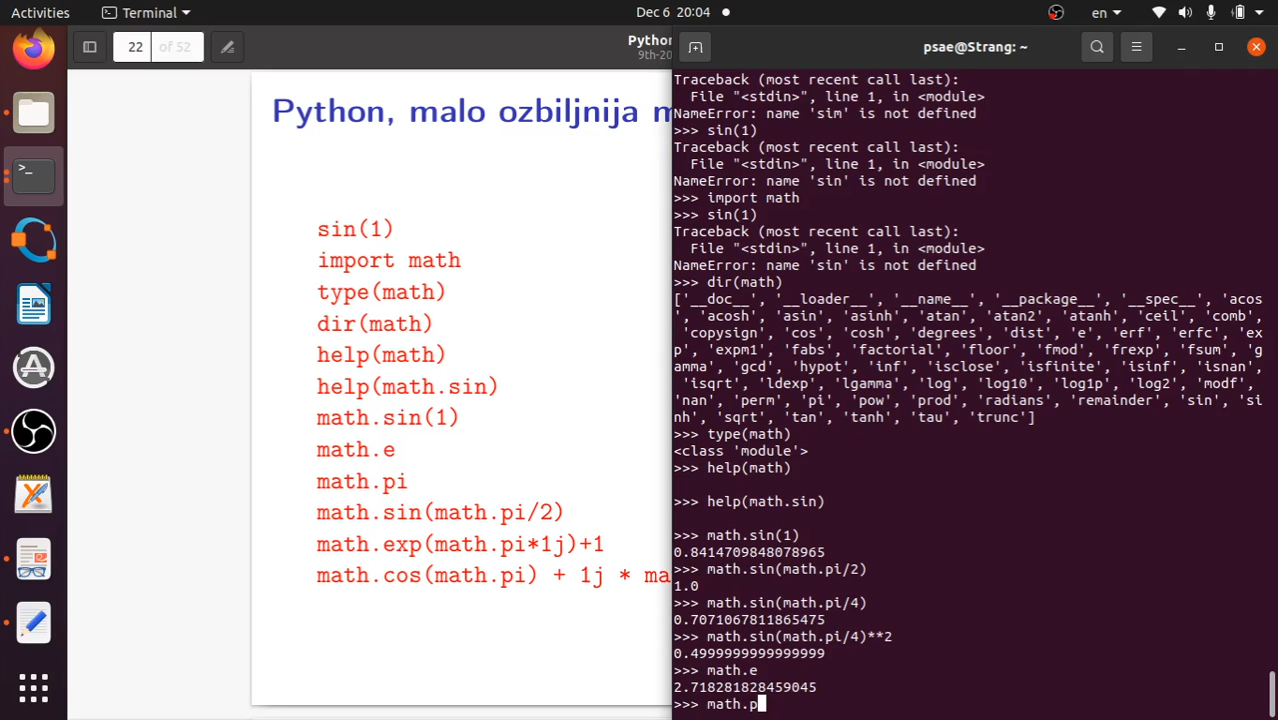 Activities
Terminal
Dec 6 20:04
en
22 of 52
Python
9th-20
psae@Strang: ~
Python, malo ozbiljnija m
sin(1)
import math
type(math)
dir(math)
help(math)
help(math.sin)
math.sin(1)
math.e
math.pi
math.sin(math.pi/2)
math.exp(math.pi*1j)+1
math.cos(math.pi) + 1j * ma
Traceback (most recent call last):
  File "<stdin>", line 1, in <module>
NameError: name 'sim' is not defined
>>> sin(1)
Traceback (most recent call last):
  File "<stdin>", line 1, in <module>
NameError: name 'sin' is not defined
>>> import math
>>> sin(1)
Traceback (most recent call last):
  File "<stdin>", line 1, in <module>
NameError: name 'sin' is not defined
>>> dir(math)
['__doc__', '__loader__', '__name__', '__package__', '__spec__', 'acos
', 'acosh', 'asin', 'asinh', 'atan', 'atan2', 'atanh', 'ceil', 'comb',
 'copysign', 'cos', 'cosh', 'degrees', 'dist', 'e', 'erf', 'erfc', 'ex
p', 'expm1', 'fabs', 'factorial', 'floor', 'fmod', 'frexp', 'fsum', 'g
amma', 'gcd', 'hypot', 'inf', 'isclose', 'isfinite', 'isinf', 'isnan',
 'isqrt', 'ldexp', 'lgamma', 'log', 'log10', 'log1p', 'log2', 'modf',
'nan', 'perm', 'pi', 'pow', 'prod', 'radians', 'remainder', 'sin', 'si
nh', 'sqrt', 'tan', 'tanh', 'tau', 'trunc']
>>> type(math)
<class 'module'>
>>> help(math)
>>> help(math.sin)
>>> math.sin(1)
0.8414709848078965
>>> math.sin(math.pi/2)
1.0
>>> math.sin(math.pi/4)
0.7071067811865475
>>> math.sin(math.pi/4)**2
0.4999999999999999
>>> math.e
2.718281828459045
>>> math.p